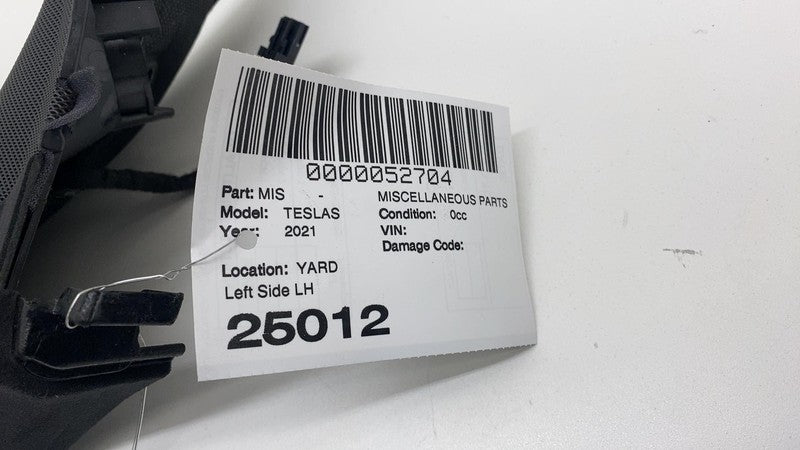 0000052704
Part: MIS - MISCELLANEOUS PARTS
Model: TESLAS Condition: 0cc
Year: 2021 VIN:
Damage Code:
Location: YARD
Left Side LH
25012